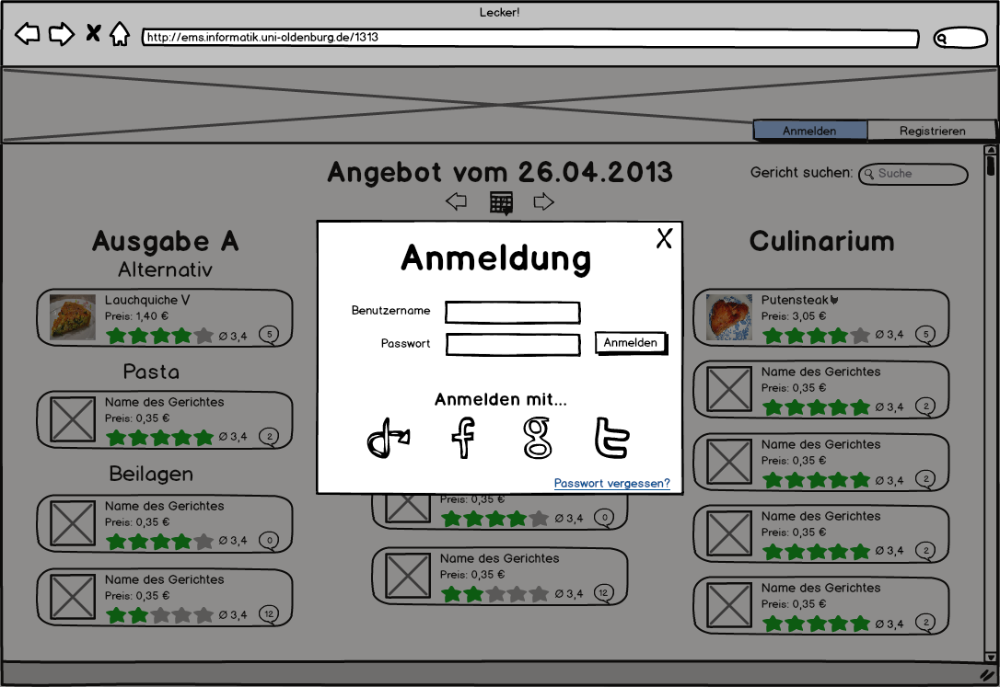 Lecker!
http://ems.informatik.uni-oldenburg.de/1313
Anmelden
Registrieren
Angebot vom 26.04.2013
Gericht suchen:
Suche
Ausgabe A
Alternativ
Lauchquiche V
Preis: 1,40 €
Ø 3,4
5
Pasta
Name des Gerichtes
Preis: 0,35 €
Ø 3,4
2
Beilagen
Name des Gerichtes
Preis: 0,35 €
Ø 3,4
0
Name des Gerichtes
Preis: 0,35 €
Ø 3,4
12
Anmeldung
X
Benutzername
Passwort
Anmelden
Anmelden mit...
f
g
t
Passwort vergessen?
Preis: 0,35 €
Ø 3,4
0
Name des Gerichtes
Preis: 0,35 €
Ø 3,4
12
Culinarium
Putensteak
Preis: 3,05 €
Ø 3,4
5
Name des Gerichtes
Preis: 0,35 €
Ø 3,4
2
Name des Gerichtes
Preis: 0,35 €
Ø 3,4
2
Name des Gerichtes
Preis: 0,35 €
Ø 3,4
2
Name des Gerichtes
Preis: 0,35 €
Ø 3,4
2